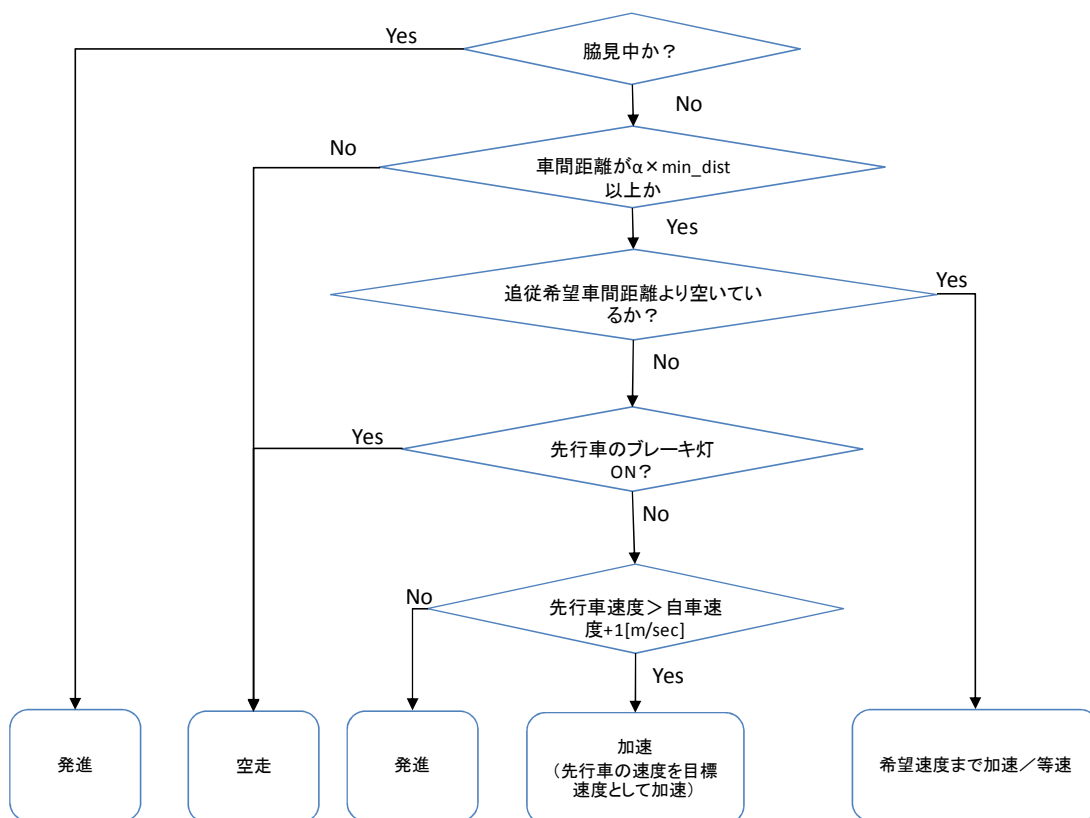 Yes
脇見中か？
No
No
車間距離がα×min_dist
以上か
Yes
Yes
追従希望車間距離より空いてい
るか？
No
Yes
先行車のブレーキ灯
ON？
No
No
先行車速度＞自車速
度+1[m/sec]
Yes
発進
空走
発進
加速
（先行車の速度を目標
速度として加速）
希望速度まで加速／等速